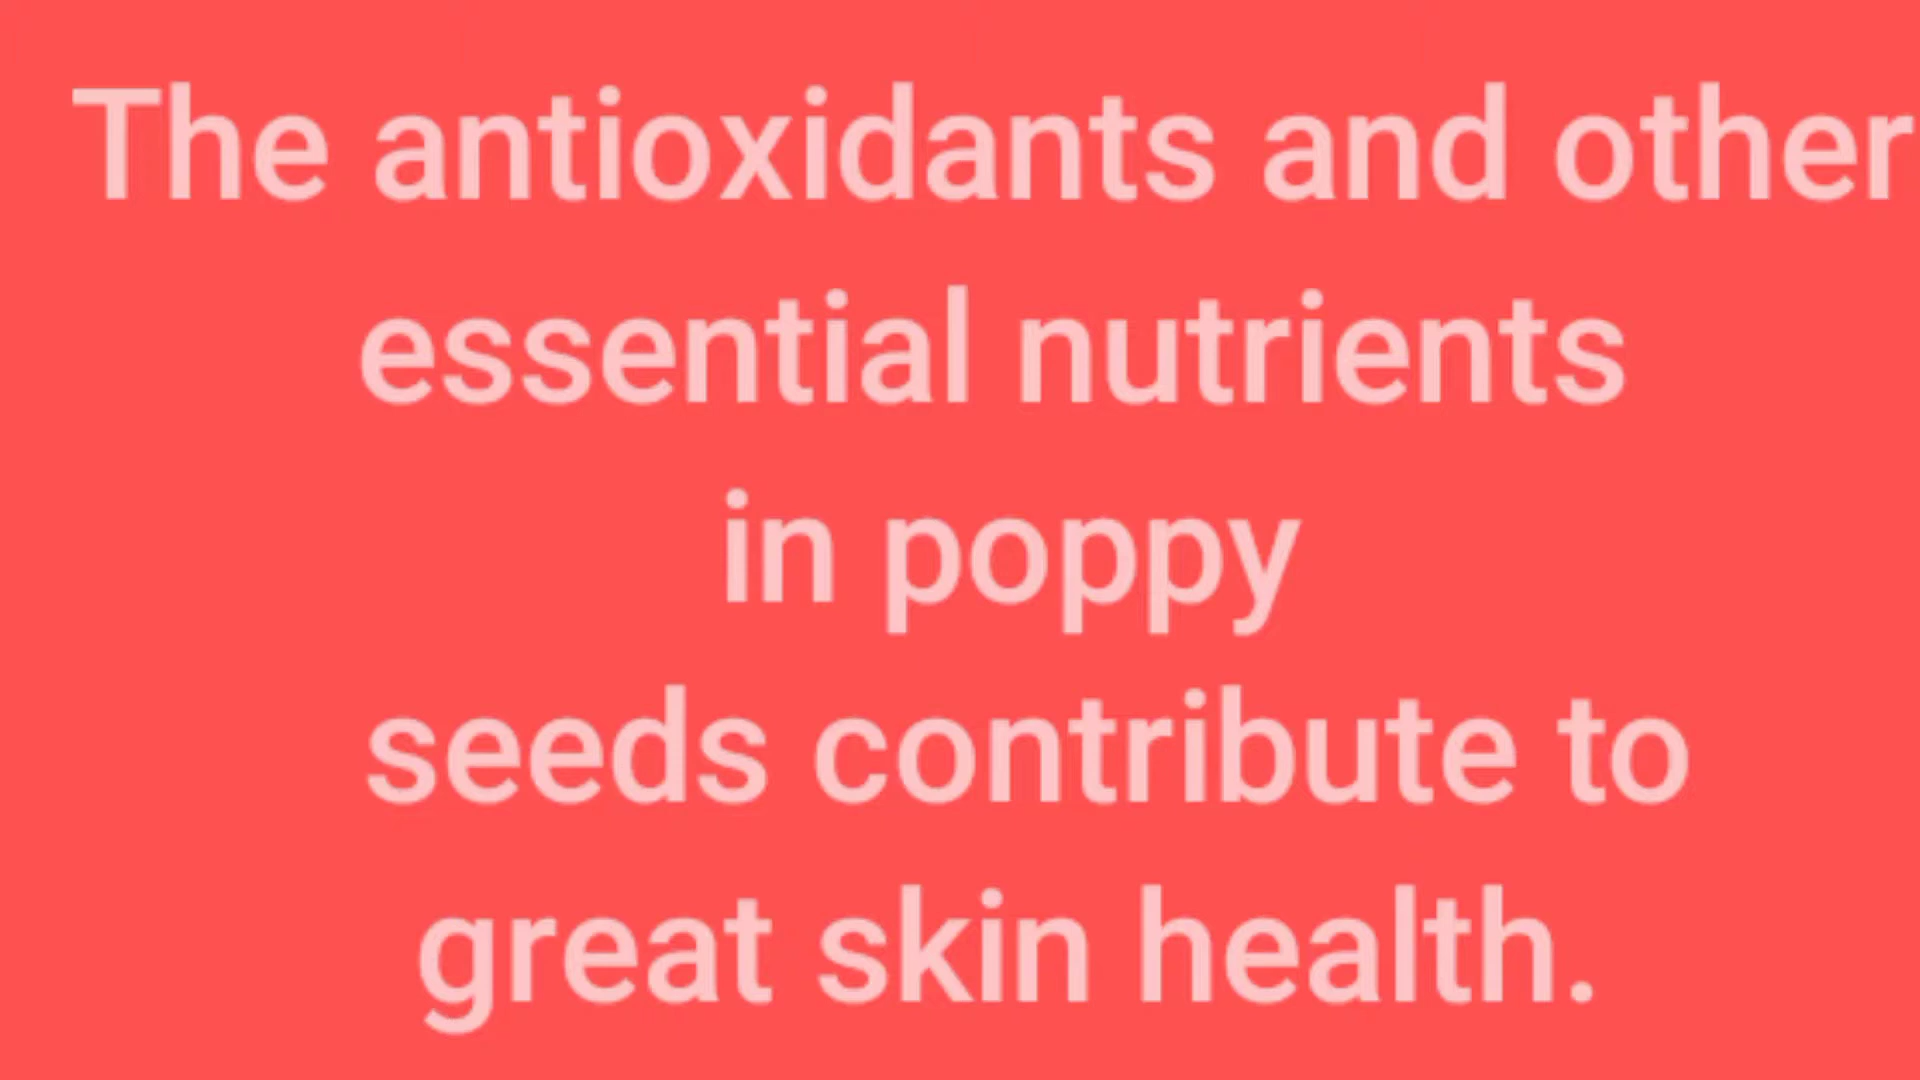 The antioxidants and other
essential nutrients
in poppy
seeds contribute to
great skin health.